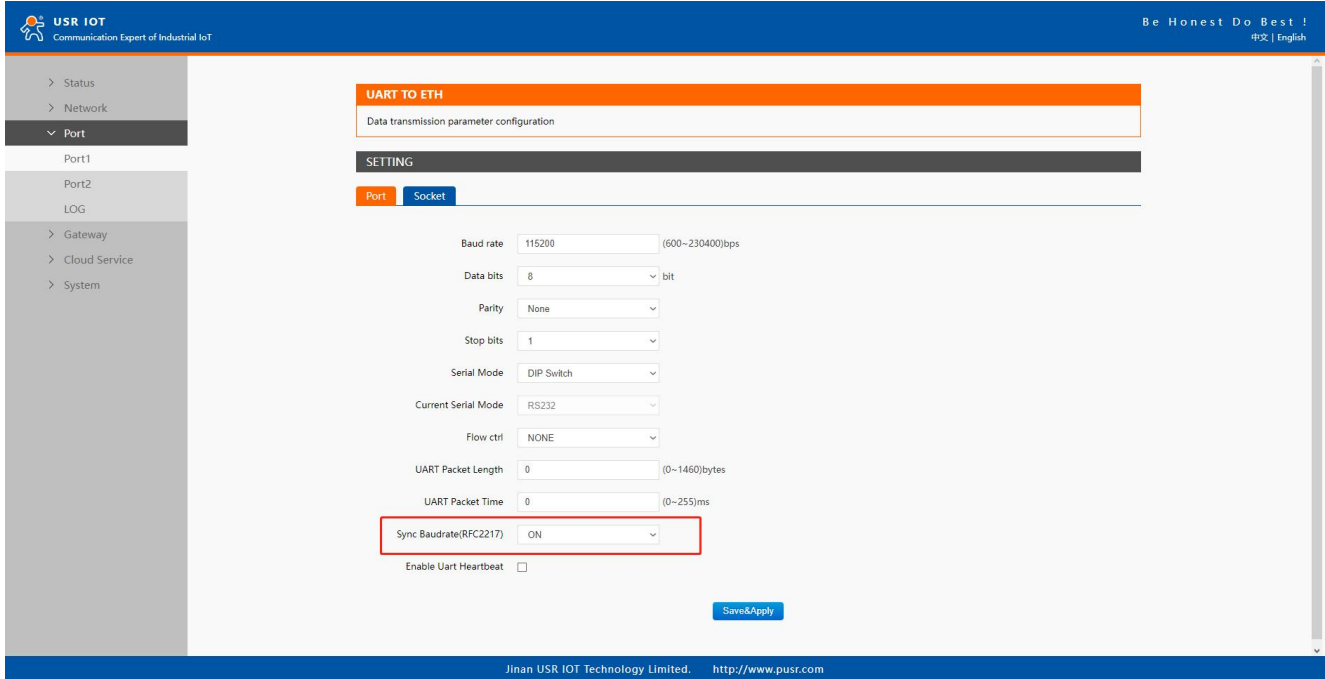 USR IOT
Communication Expert of Industrial IoT
Be Honest Do Best !
中文 | English
Status
Network
Port
Port1
Port2
LOG
Gateway
Cloud Service
System
UART TO ETH
Data transmission parameter configuration
SETTING
Port Socket
Baud rate 115200 (600~230400)bps
Data bits 8 bit
Parity None
Stop bits 1
Serial Mode DIP Switch
Current Serial Mode RS232
Flow ctrl NONE
UART Packet Length 0 (0~1460)bytes
UART Packet Time 0 (0~255)ms
Sync Baudrate(RFC2217) ON
Enable Uart Heartbeat
Save&Apply
Jinan USR IOT Technology Limited. http://www.pusr.com